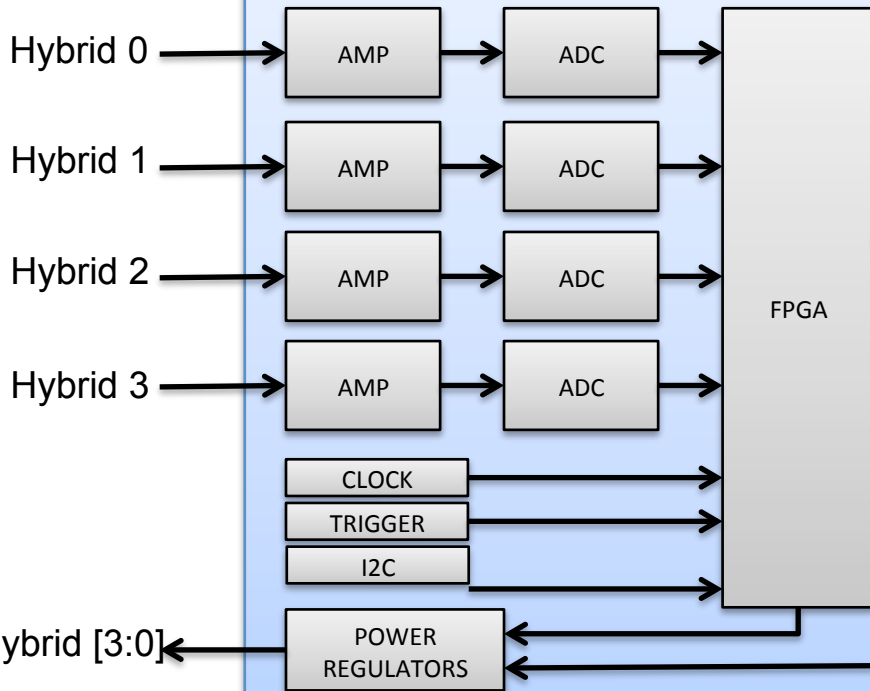 Hybrid 0
AMP
ADC
Hybrid 1
AMP
ADC
Hybrid 2
AMP
ADC
FPGA
Hybrid 3
AMP
ADC
CLOCK
TRIGGER
I2C
ybrid [3:0]
POWER
REGULATORS